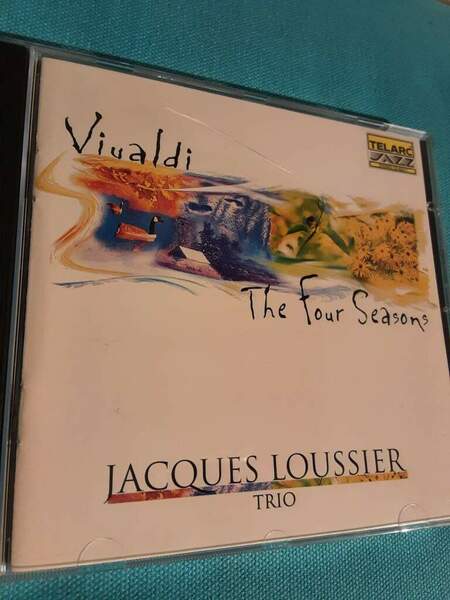 Vivaldi
TELARC
JAZZ
The Four Seasons
JACQUES LOUSSIER
TRIO